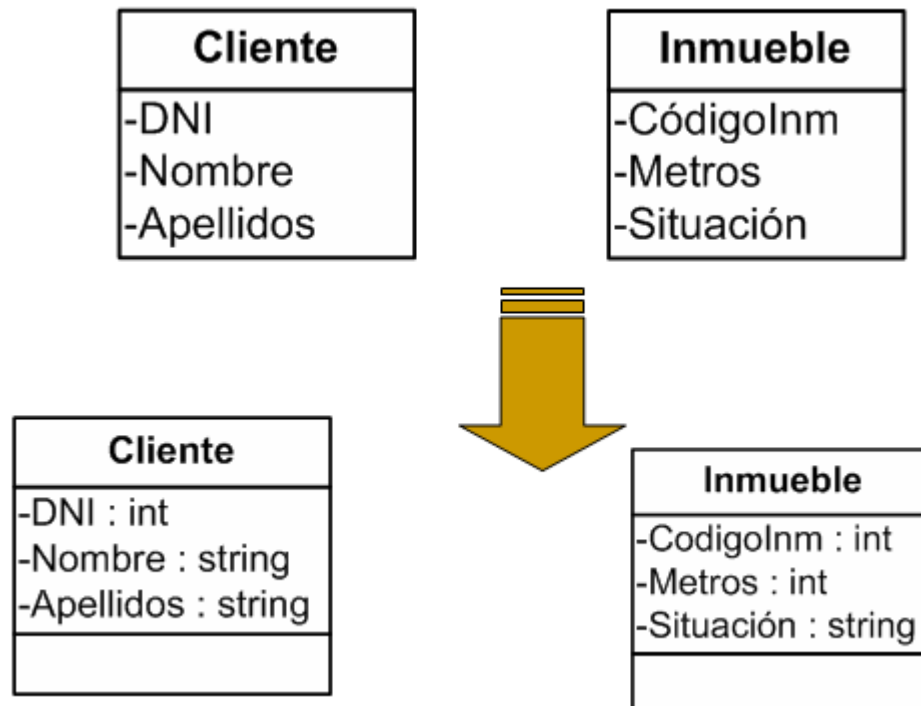 Cliente
-DNI
-Nombre
-Apellidos
Inmueble
-CódigoInm
-Metros
-Situación
Cliente
-DNI : int
-Nombre : string
-Apellidos : string
Inmueble
-CodigoInm : int
-Metros : int
-Situación : string